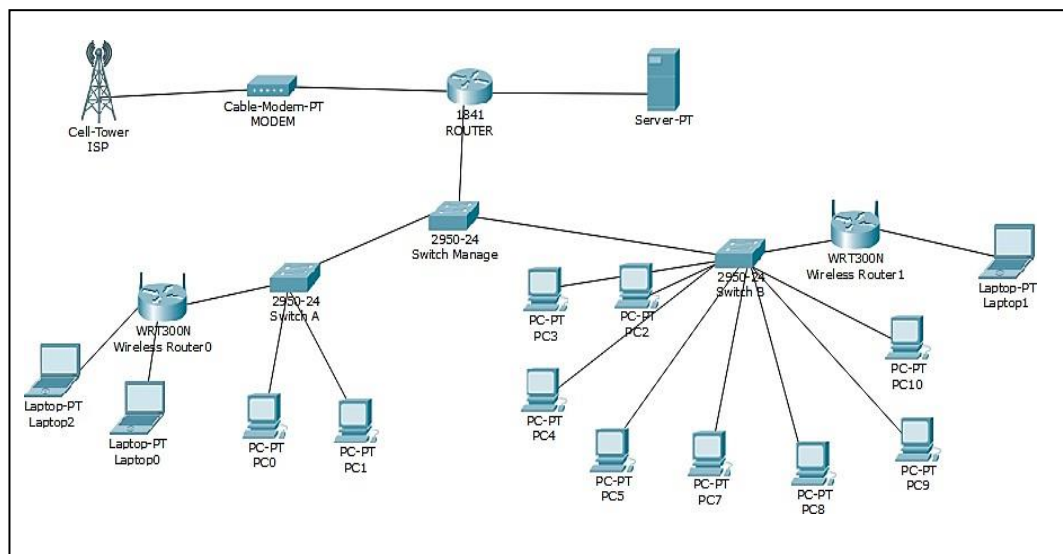 Cell-Tower
ISP
Cable-Modem-PT
MODEM
1841
ROUTER
Server-PT
2950-24
Switch Manage
WRT300N
Wireless Router0
2950-24
Switch A
2950-24
Switch B
WRT300N
Wireless Router1
Laptop-PT
Laptop1
Laptop-PT
Laptop2
Laptop-PT
Laptop0
PC-PT
PC0
PC-PT
PC1
PC-PT
PC3
PC-PT
PC2
PC-PT
PC4
PC-PT
PC5
PC-PT
PC7
PC-PT
PC8
PC-PT
PC9
PC-PT
PC10